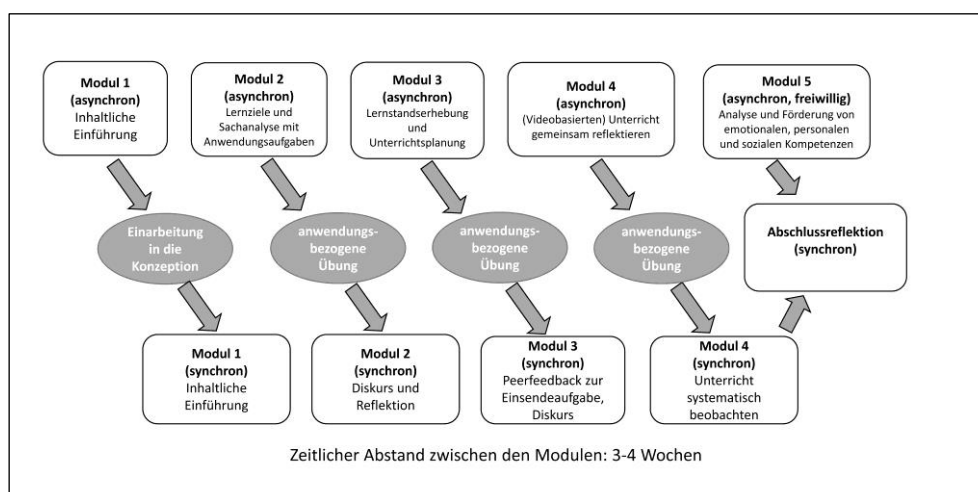 Modul 1
(asynchron)
Inhaltliche
Einführung
Modul 2
(asynchron)
Lernziele und
Sachanalyse mit
Anwendungsaufgaben
Modul 3
(asynchron)
Lernstandserhebung
und
Unterrichtsplanung
Modul 4
(asynchron)
(Videobasierten) Unterricht
gemeinsam reflektieren
Modul 5
(asynchron, freiwillig)
Analyse und Förderung von
emotionalen, personalen
und sozialen Kompetenzen
Einarbeitung
in die
Konzeption
anwendungs-
bezogene
Übung
anwendungs-
bezogene
Übung
anwendungs-
bezogene
Übung
Abschlussreflektion
(synchron)
Modul 1
(synchron)
Inhaltliche
Einführung
Modul 2
(synchron)
Diskurs und
Reflektion
Modul 3
(synchron)
Peerfeedback zur
Einsendeaufgabe,
Diskurs
Modul 4
(synchron)
Unterricht
systematisch
beobachten
Zeitlicher Abstand zwischen den Modulen: 3-4 Wochen